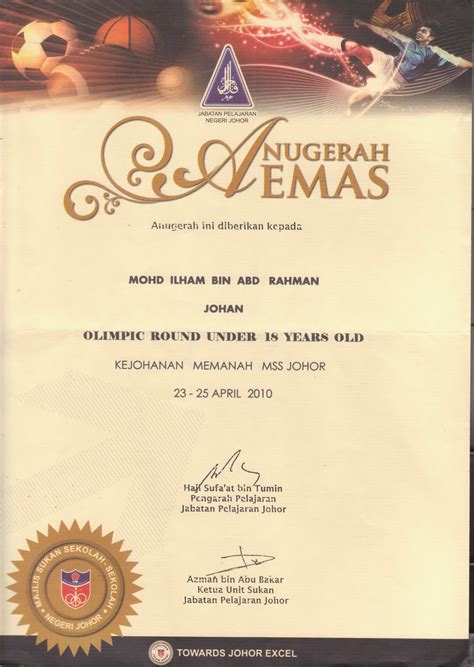 JABATAN PELAJARAN
NEGERI JOHOR
ANUGERAH
EMAS
Anugerah ini diberikan kepada
MOHD ILHAM BIN ABD RAHMAN
JOHAN
OLIMPIC ROUND UNDER 18 YEARS OLD
KEJOHANAN MEMANAH MSS JOHOR
23 - 25 APRIL 2010
Haji Sufa'at bin Tumin
Pengarah Pelajaran
Jabatan Pelajaran Johor
Azman bin Abu Bakar
Ketua Unit Sukan
Jabatan Pelajaran Johor
MAJLIS SUKAN SEKOLAH-SEKOLAH
NEGERI JOHOR
TOWARDS JOHOR EXCEL